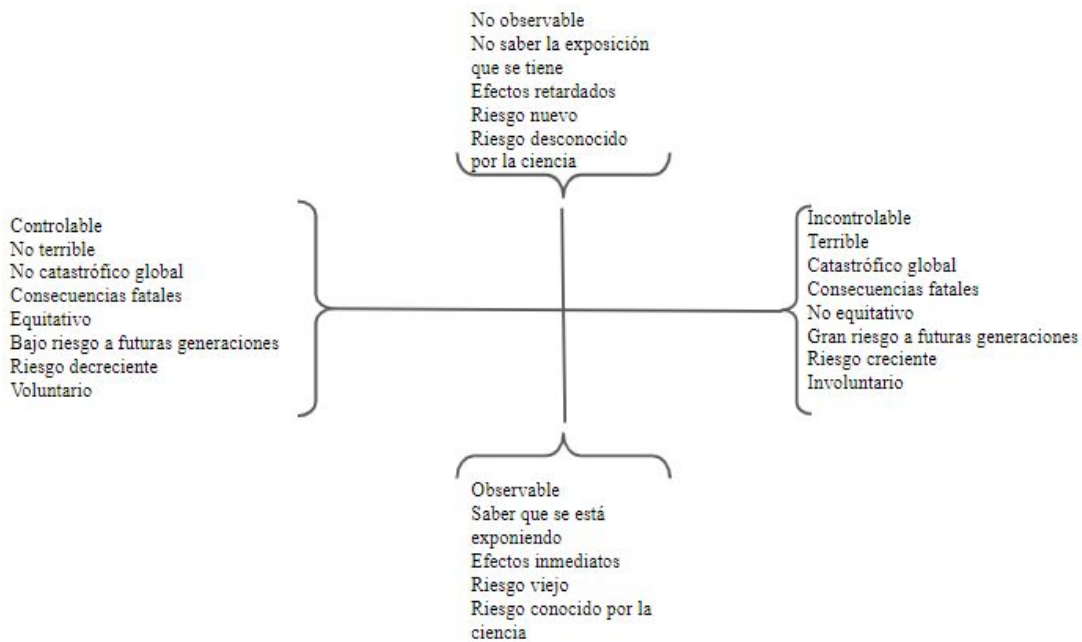 No observable
No saber la exposición
que se tiene
Efectos retardados
Riesgo nuevo
Riesgo desconocido
por la ciencia
Controlable
No terrible
No catastrófico global
Consecuencias fatales
Equitativo
Bajo riesgo a futuras generaciones
Riesgo decreciente
Voluntario
Incontrolable
Terrible
Catastrófico global
Consecuencias fatales
No equitativo
Gran riesgo a futuras generaciones
Riesgo creciente
Involuntario
Observable
Saber que se está
exponiendo
Efectos inmediatos
Riesgo viejo
Riesgo conocido por la
ciencia